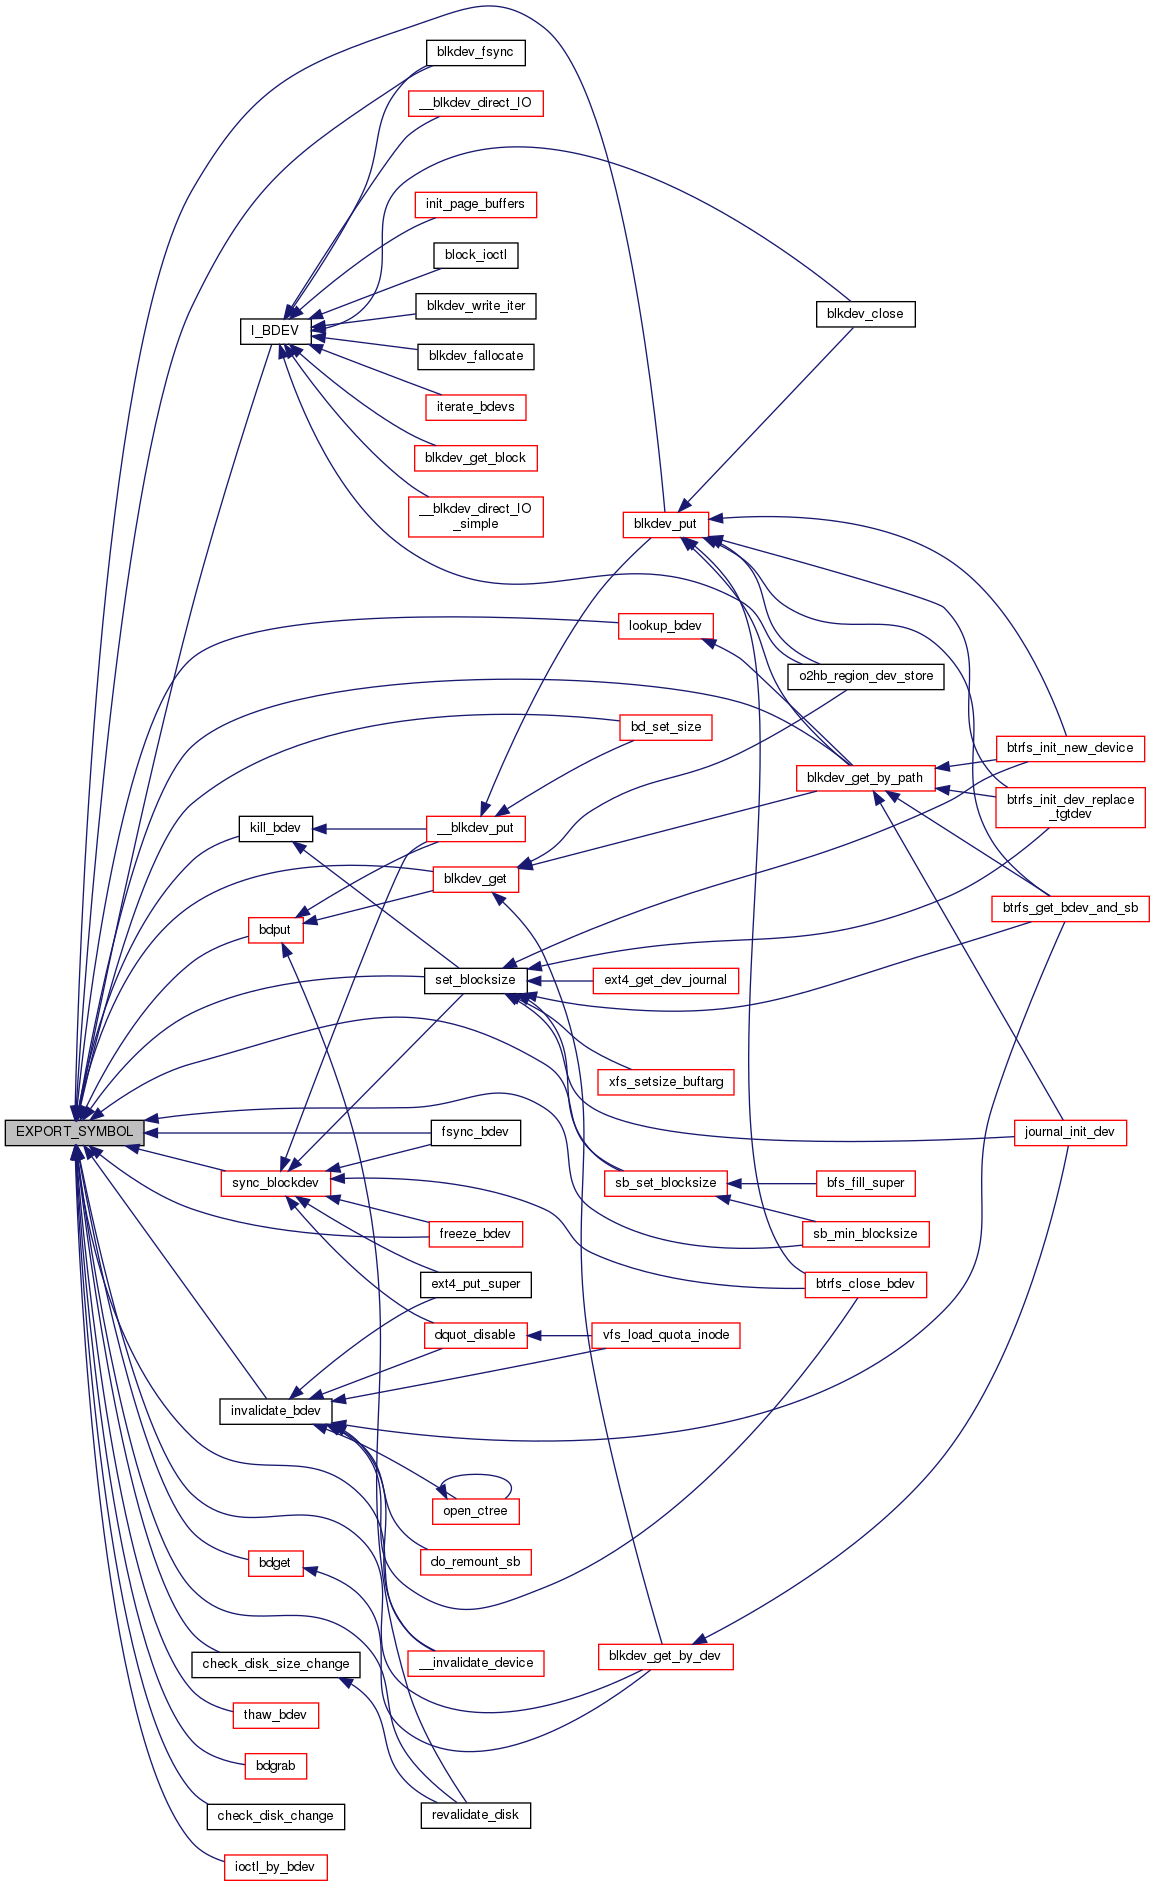 blkdev_fsync
__blkdev_direct_IO
init_page_buffers
block_ioctl
blkdev_write_iter
blkdev_close
I_BDEV
blkdev_fallocate
iterate_bdevs
blkdev_get_block
__blkdev_direct_IO
_simple
blkdev_put
lookup_bdev
o2hb_region_dev_store
bd_set_size
btrfs_init_new_device
blkdev_get_by_path
btrfs_init_dev_replace
_tgtdev
kill_bdev
__blkdev_put
blkdev_get
btrfs_get_bdev_and_sb
bdput
set_blocksize
ext4_get_dev_journal
xfs_setsize_buftarg
EXPORT_SYMBOL
fsync_bdev
journal_init_dev
sync_blockdev
sb_set_blocksize
bfs_fill_super
freeze_bdev
sb_min_blocksize
ext4_put_super
btrfs_close_bdev
dquot_disable
vfs_load_quota_inode
invalidate_bdev
open_ctree
bdget
do_remount_sb
check_disk_size_change
__invalidate_device
blkdev_get_by_dev
thaw_bdev
bdgrab
check_disk_change
revalidate_disk
ioctl_by_bdev